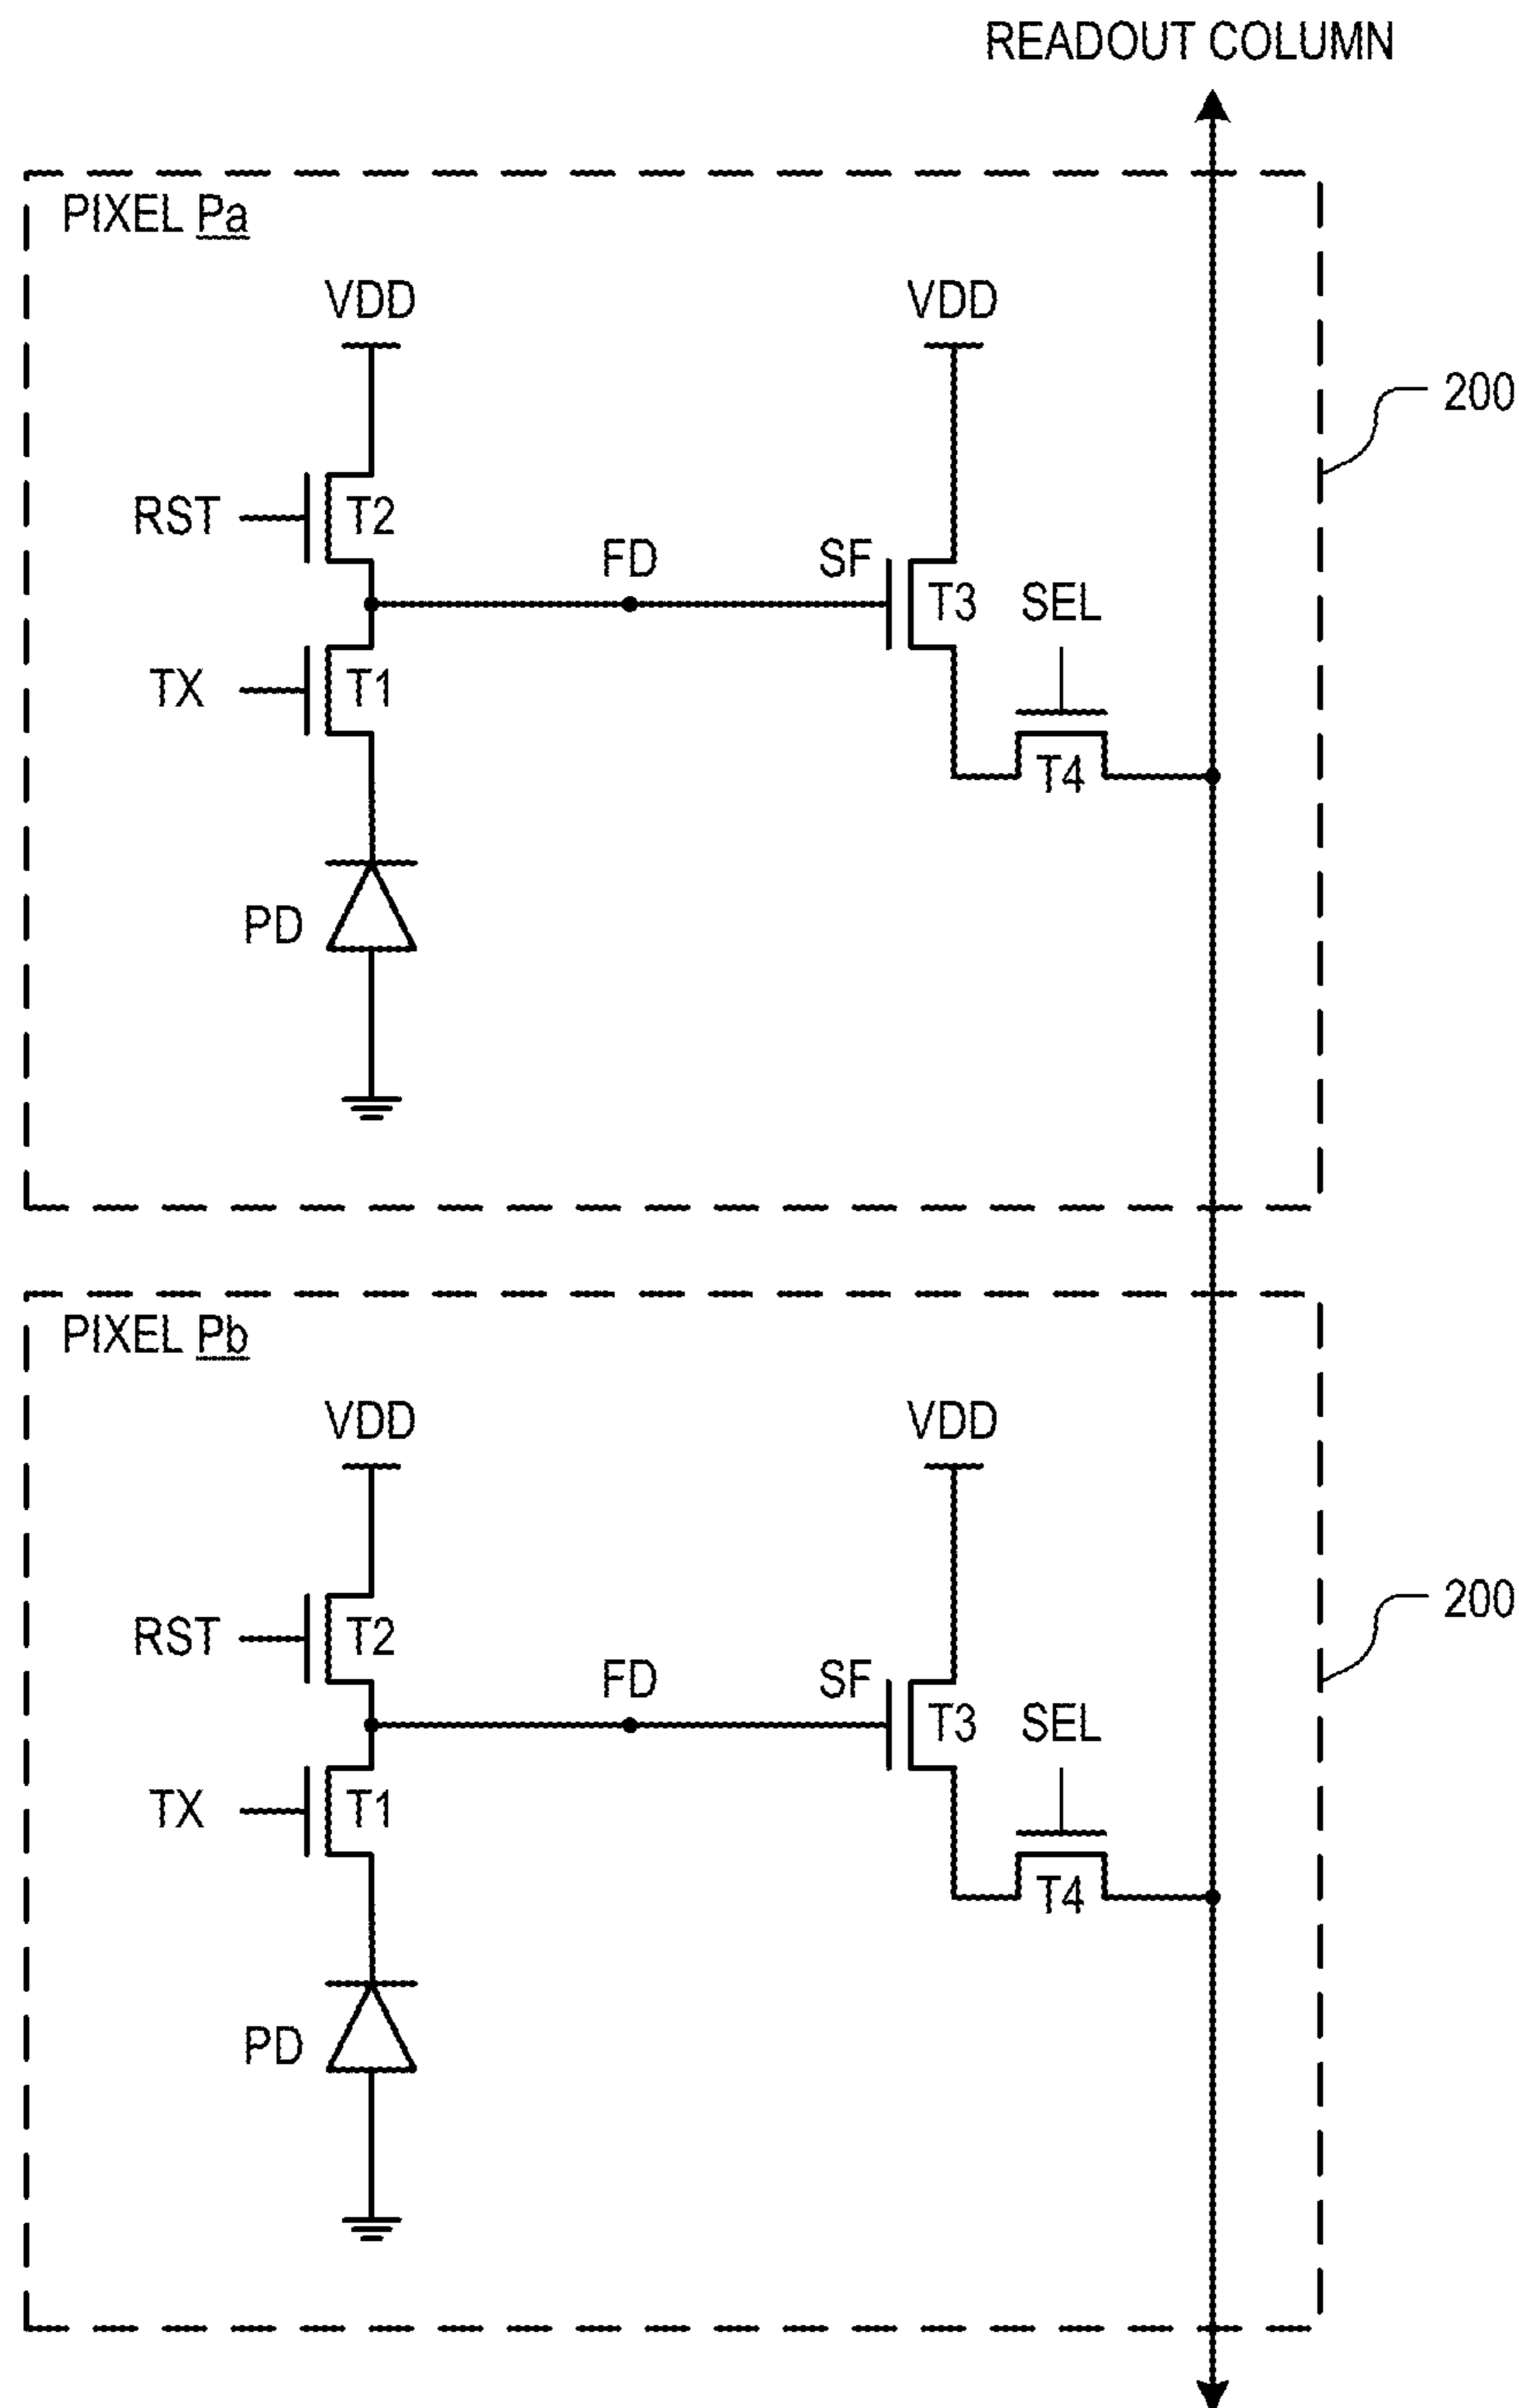 READOUT COLUMN
PIXEL Pa
VDD VDD
200
RST T2
FD SF T3 SEL
TX T1
T4
PD
PIXEL Pb
VDD VDD
200
RST T2
FD SF T3 SEL
TX T1
T4
PD